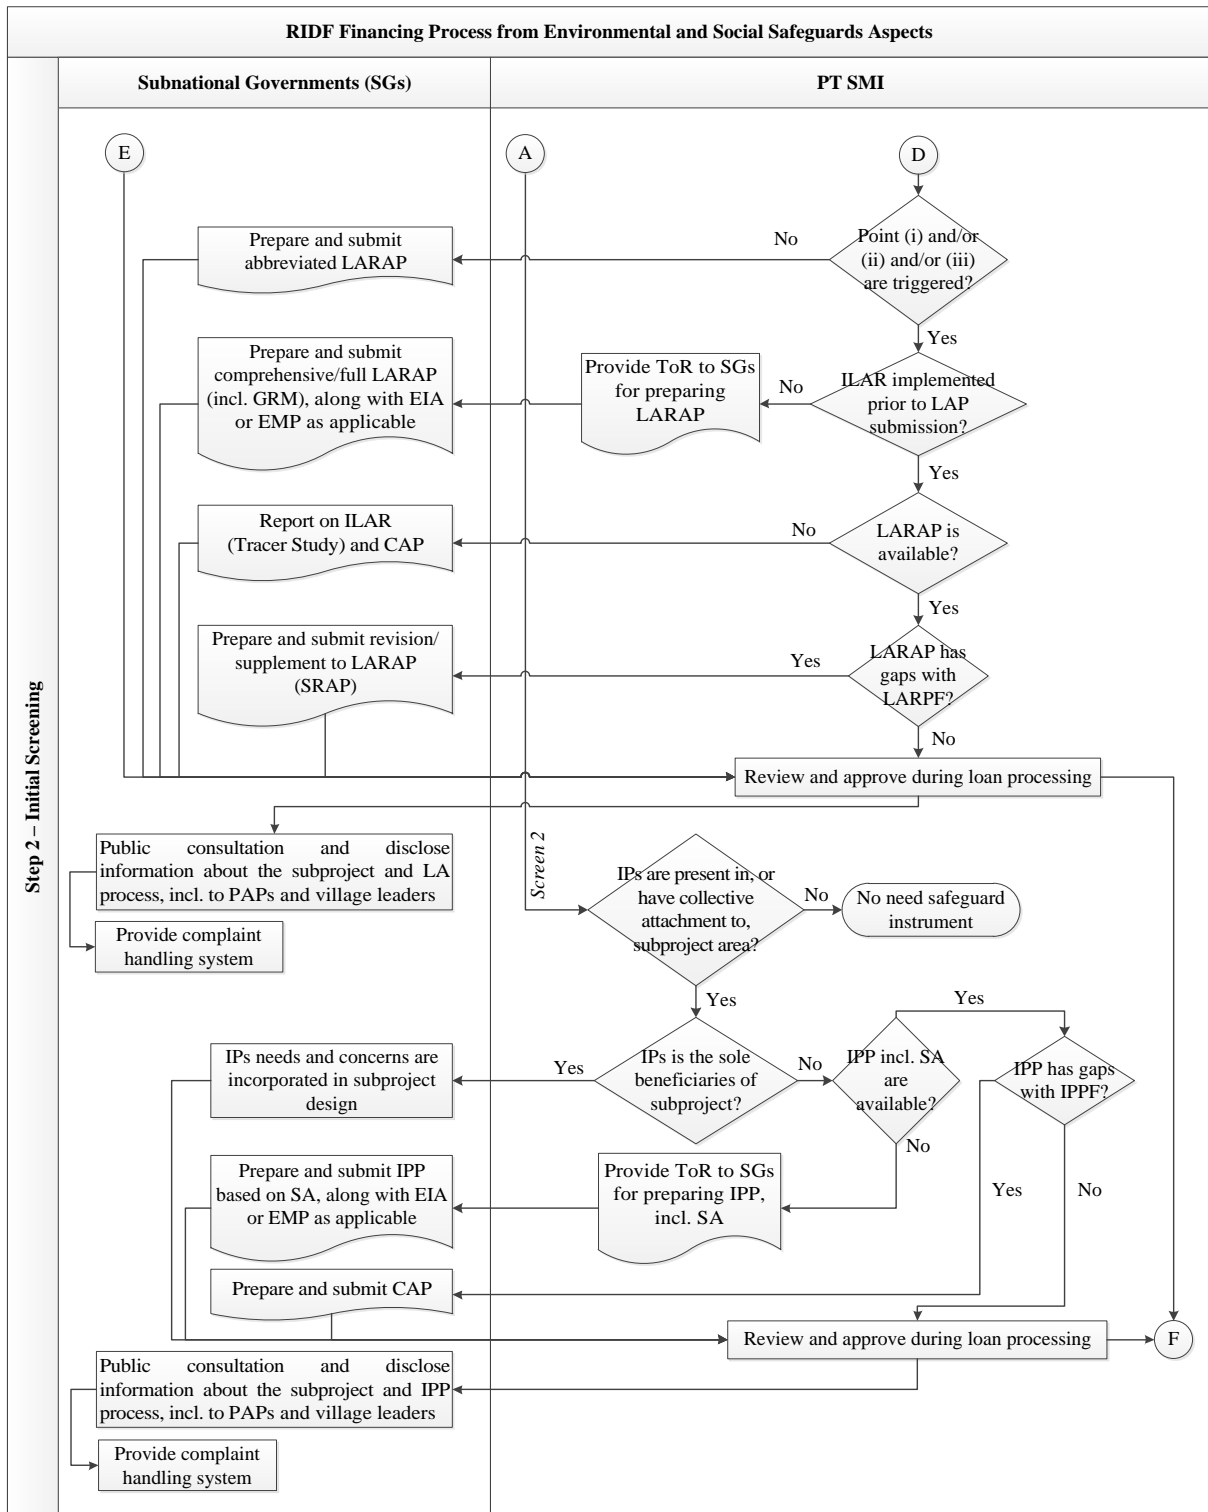 RIDF Financing Process from Environmental and Social Safeguards Aspects
Subnational Governments (SGs)
PT SMI
Step 2 – Initial Screening
E
A
D
Point (i) and/or
(ii) and/or (iii)
are triggered?
No
Prepare and submit
abbreviated LARAP
Yes
ILAR implemented
prior to LAP
submission?
No
Provide ToR to SGs
for preparing
LARAP
Prepare and submit
comprehensive/full LARAP
(incl. GRM), along with EIA
or EMP as applicable
Yes
LARAP is
available?
No
Report on ILAR
(Tracer Study) and CAP
Yes
LARAP has
gaps with
LARPF?
Yes
Prepare and submit revision/
supplement to LARAP
(SRAP)
No
Review and approve during loan processing
Public consultation and disclose
information about the subproject and LA
process, incl. to PAPs and village leaders
Provide complaint
handling system
Screen 2
IPs are present in, or
have collective
attachment to,
subproject area?
No
No need safeguard
instrument
Yes
IPs is the sole
beneficiaries of
subproject?
Yes
IPs needs and concerns are
incorporated in subproject
design
No
IPP incl. SA
are
available?
Yes
IPP has gaps
with IPPF?
No
Provide ToR to SGs
for preparing IPP,
incl. SA
Prepare and submit IPP
based on SA, along with EIA
or EMP as applicable
Yes
No
Prepare and submit CAP
Review and approve during loan processing
F
Public consultation and disclose
information about the subproject and IPP
process, incl. to PAPs and village leaders
Provide complaint
handling system